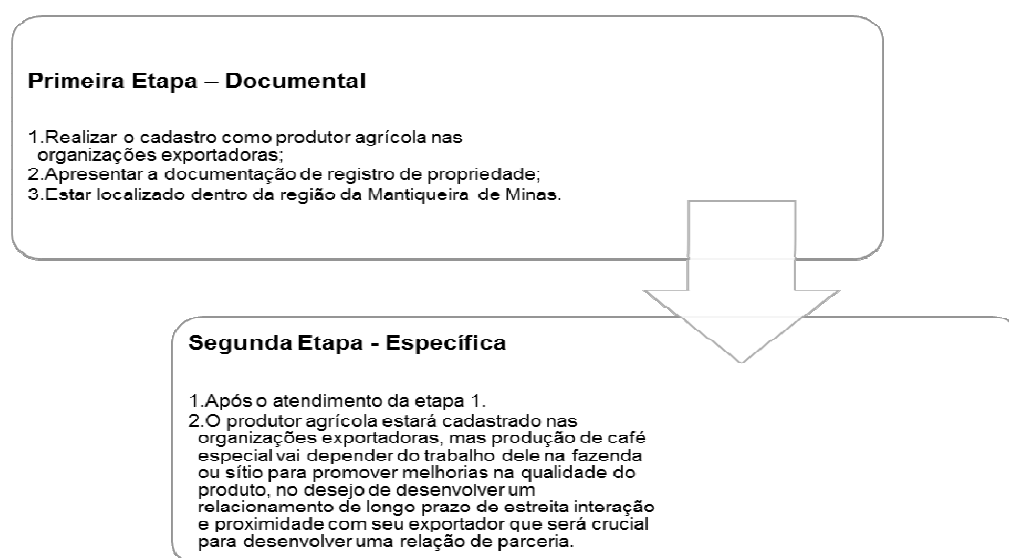 Primeira Etapa – Documental
1.Realizar o cadastro como produtor agrícola nas
organizações exportadoras;
2.Apresentar a documentação de registro de propriedade;
3.Estar localizado dentro da região da Mantiqueira de Minas.
Segunda Etapa - Específica
1.Após o atendimento da etapa 1.
2.O produtor agrícola estará cadastrado nas
organizações exportadoras, mas produção de café
especial vai depender do trabalho dele na fazenda
ou sítio para promover melhorias na qualidade do
produto, no desejo de desenvolver um
relacionamento de longo prazo de estreita interação
e proximidade com seu exportador que será crucial
para desenvolver uma relação de parceria.